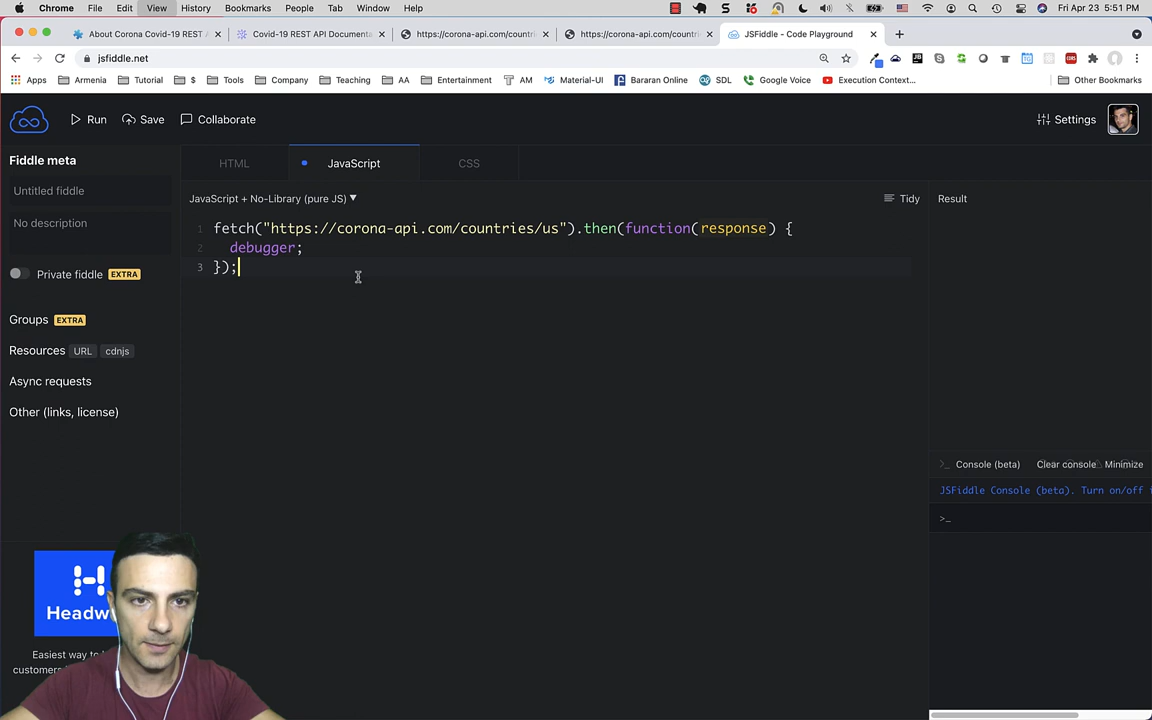 Chrome File Edit View History Bookmarks People Tab Window Help Fri Apr 23 5:51 PM
About Corona Covid-19 REST A Covid-19 REST API Documenta https://corona-api.com/countri https://corona-api.com/countri JSFiddle - Code Playground
jsfiddle.net
Apps Armenia Tutorial $ Tools Company Teaching AA Entertainment AM Material-UI Bararan Online SDL Google Voice Execution Context... Other Bookmarks
Run Save Collaborate Settings
Fiddle meta
Untitled fiddle
No description
Private fiddle EXTRA
Groups EXTRA
Resources URL cdnjs
Async requests
Other (links, license)
HTML JavaScript CSS
JavaScript + No-Library (pure JS) Tidy
1 fetch("https://corona-api.com/countries/us").then(function(response) {
2 debugger;
3 });
Result
Console (beta) Clear console Minimize
JSFiddle Console (beta). Turn on/off i
>_
Headw
Easiest way to
customers